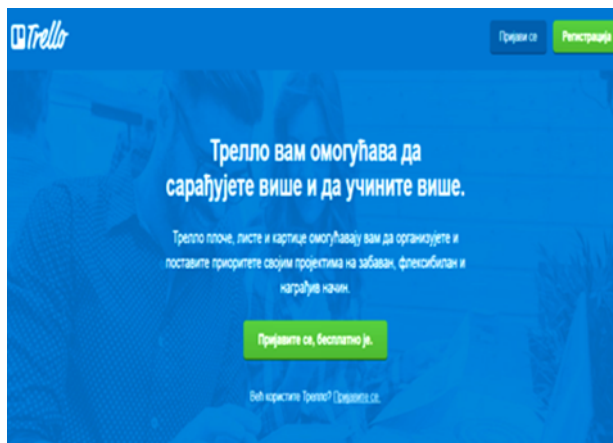 Trello
Пријави се
Регистрација
Трелло вам омогућава да
сарађујете више и да учините више.
Трелло плоче, листе и картице омогућавају вам да организујете и
поставите приоритете својим пројектима на забаван, флексибилан и
награђив начин.
Пријавите се, бесплатно је.
Већ користите Трелло? Пријавите се.